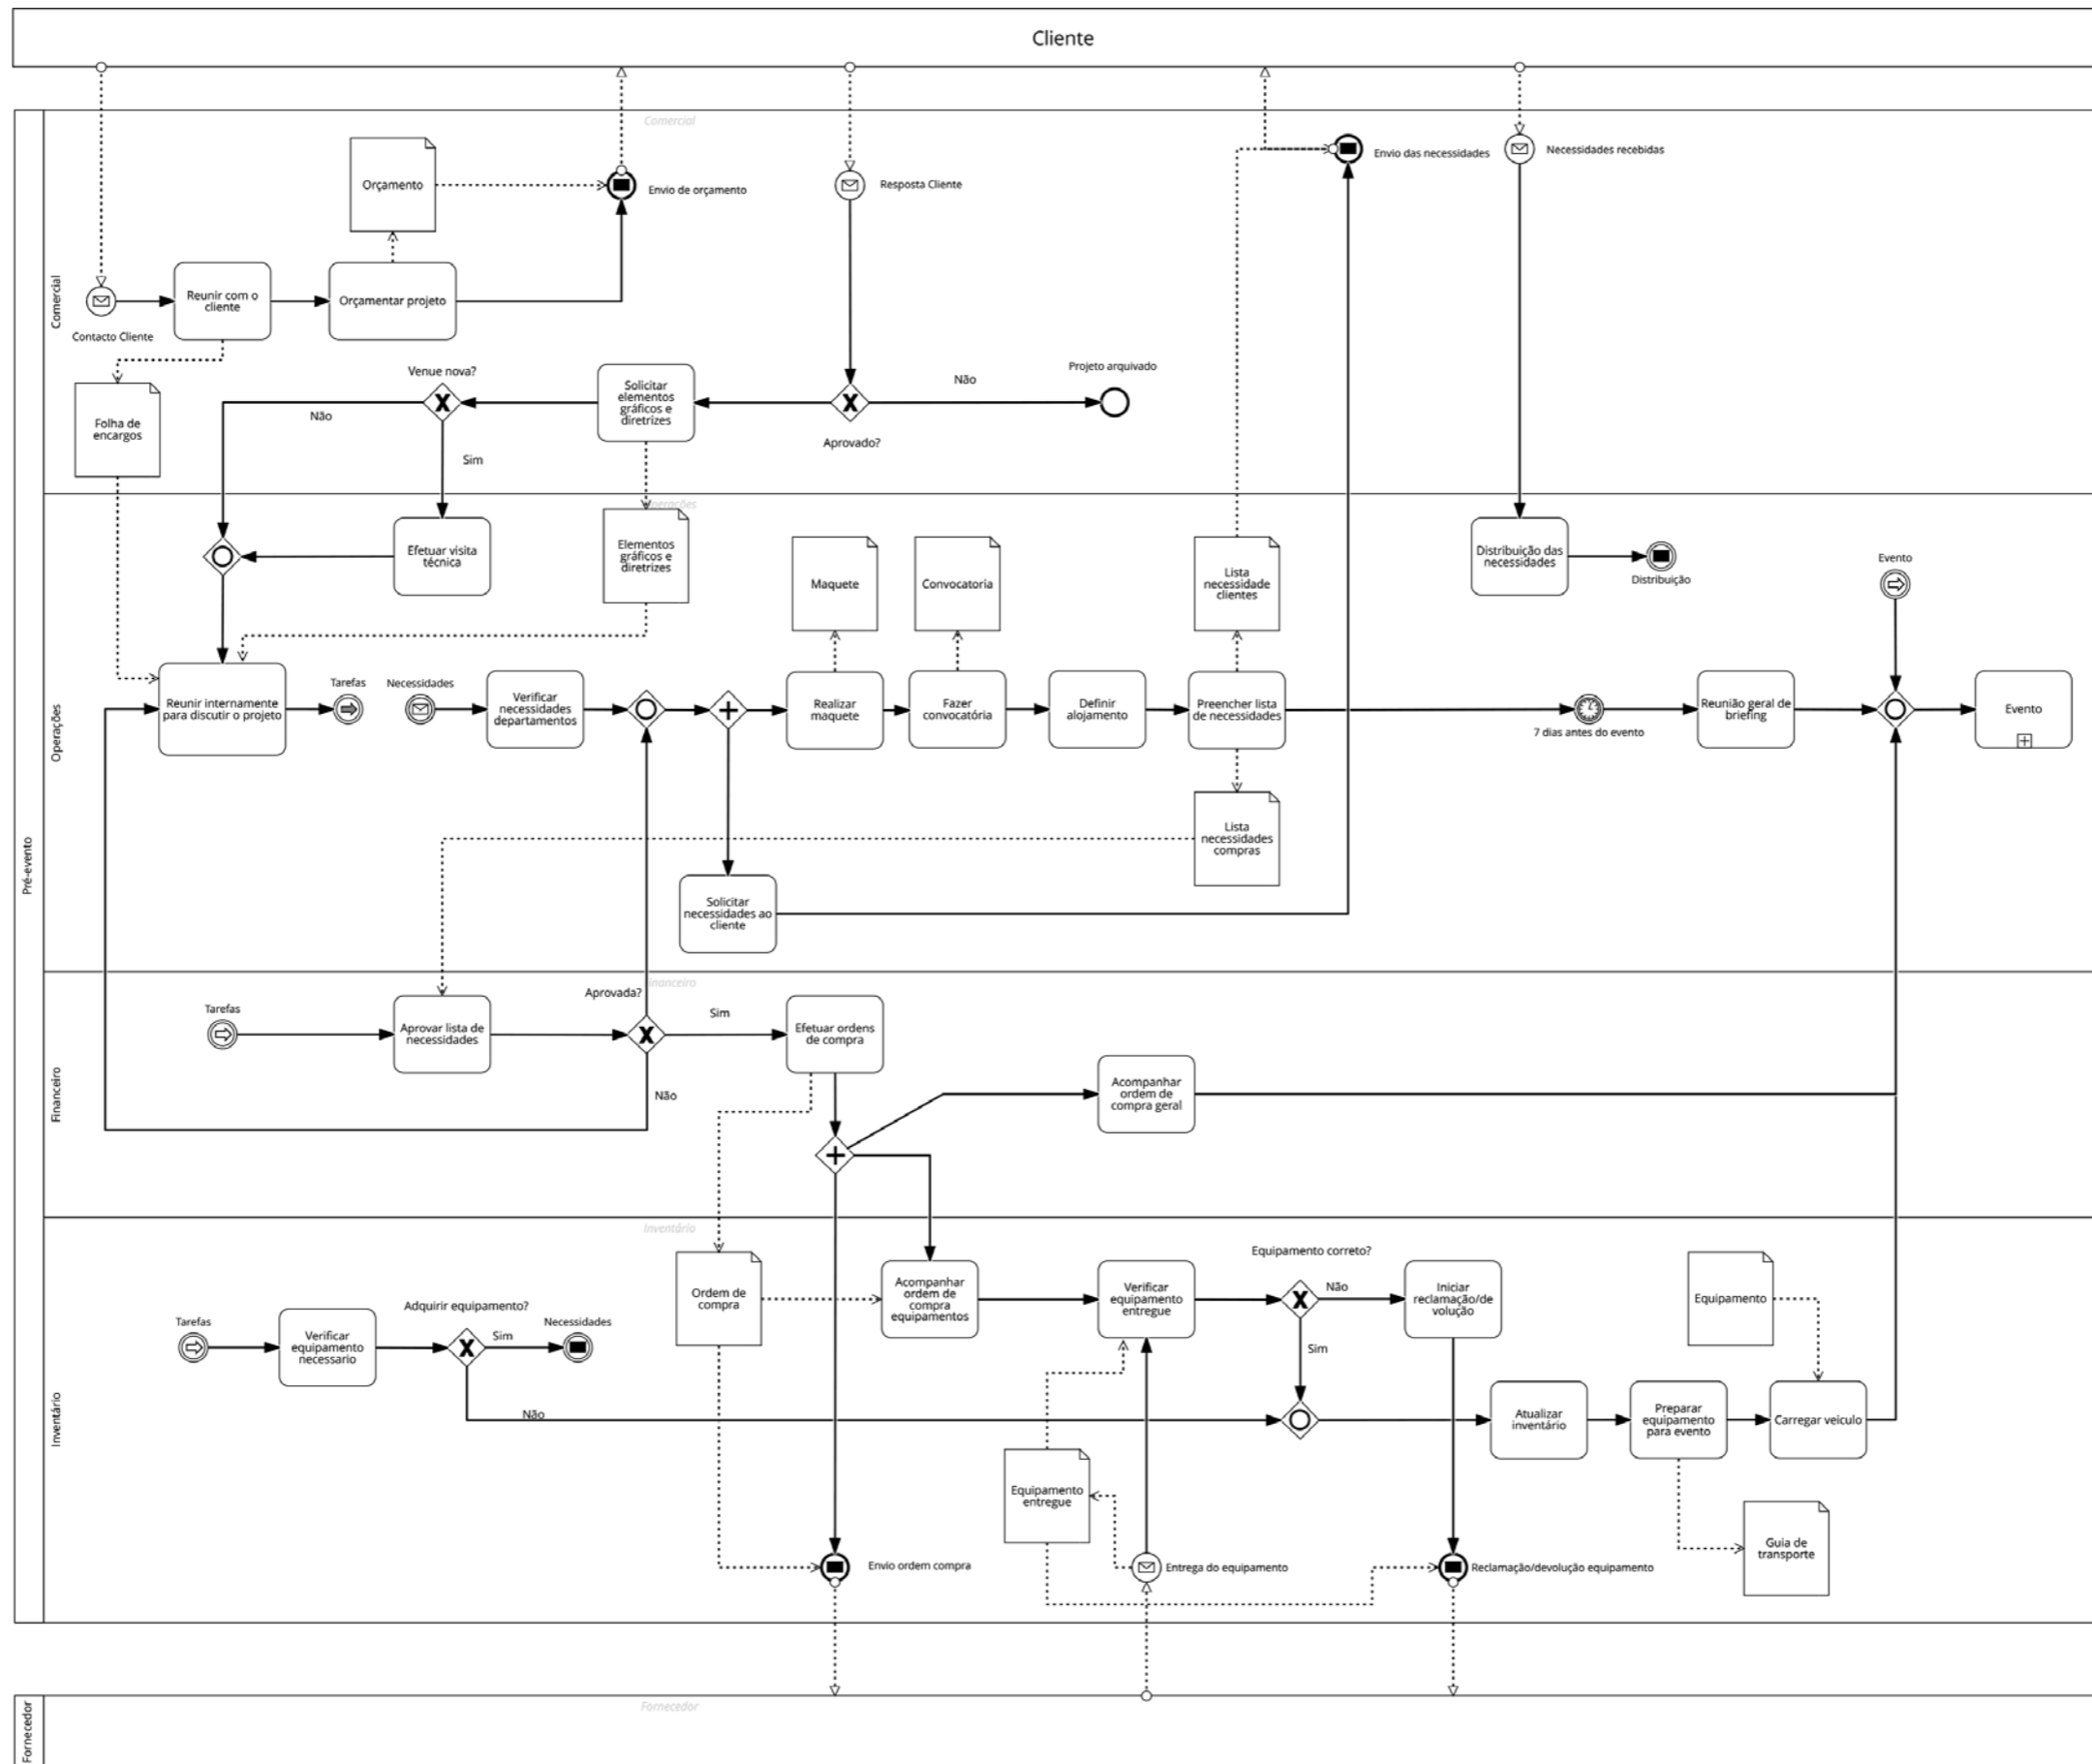 Cliente
Comercial
Orçamento
Envio de orçamento
Resposta Cliente
Envio das necessidades
Necessidades recebidas
Comercial
Reunir com o
cliente
Orçamentar projeto
Contacto Cliente
Folha de
encargos
Venue nova?
Não
Sim
Solicitar
elementos
gráficos e
diretrizes
Aprovado?
Não
Projeto arquivado
Pré-evento
Operações
Efetuar visita
técnica
Elementos
gráficos e
diretrizes
Maquete
Convocatoria
Lista
necessidade
clientes
Distribuição das
necessidades
Distribuição
Evento
Reunir internamente
para discutir o projeto
Tarefas
Necessidades
Verificar
necessidades
departamentos
Realizar
maquete
Fazer
convocatória
Definir
alojamento
Preencher lista
de necessidades
7 dias antes do evento
Reunião geral de
briefing
Evento
Lista
necessidades
compras
Solicitar
necessidades ao
cliente
Financeiro
Tarefas
Aprovar lista de
necessidades
Aprovada?
Sim
Não
Efetuar ordens
de compra
Acompanhar
ordem de
compra geral
Inventário
Inventário
Tarefas
Verificar
equipamento
necessario
Adquirir equipamento?
Sim
Não
Necessidades
Ordem de
compra
Acompanhar
ordem de
compra
equipamentos
Verificar
equipamento
entregue
Equipamento correto?
Não
Sim
Iniciar
reclamação/de
volução
Equipamento
Atualizar
inventário
Preparar
equipamento
para evento
Carregar veiculo
Equipamento
entregue
Guia de
transporte
Envio ordem compra
Entrega do equipamento
Reclamação/devolução equipamento
Fornecedor
Fornecedor